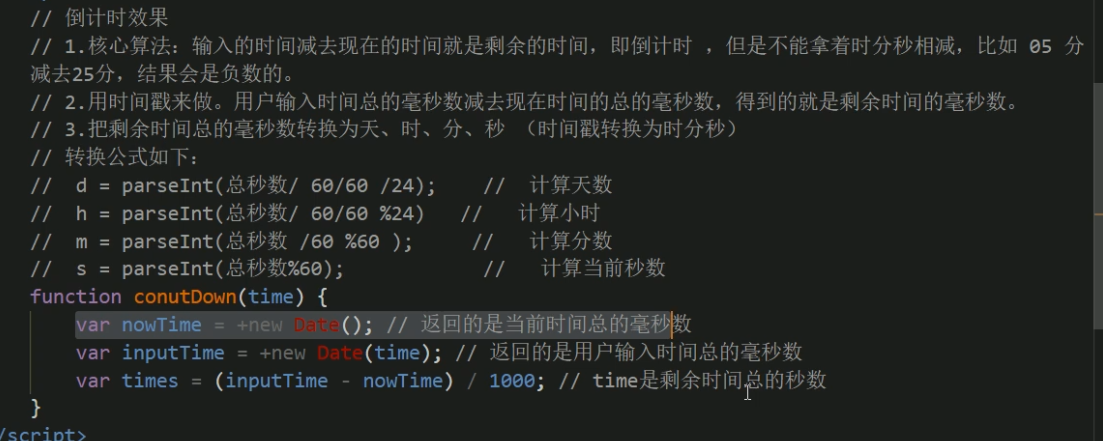 // 倒计时效果
// 1.核心算法：输入的时间减去现在的时间就是剩余的时间，即倒计时 ，但是不能拿着时分秒相减，比如 05 分
减去25分，结果会是负数的。
// 2.用时间戳来做。用户输入时间总的毫秒数减去现在时间的总的毫秒数，得到的就是剩余时间的毫秒数。
// 3.把剩余时间总的毫秒数转换为天、时、分、秒 （时间戳转换为时分秒）
// 转换公式如下：
//  d = parseInt(总秒数/ 60/60 /24);    //  计算天数
//  h = parseInt(总秒数/ 60/60 %24)   //   计算小时
//  m = parseInt(总秒数 /60 %60 );     //   计算分数
//  s = parseInt(总秒数%60);            //   计算当前秒数
function conutDown(time) {
    var nowTime = +new Date(); // 返回的是当前时间总的毫秒数
    var inputTime = +new Date(time); // 返回的是用户输入时间总的毫秒数
    var times = (inputTime - nowTime) / 1000; // time是剩余时间总的秒数
}
/script>